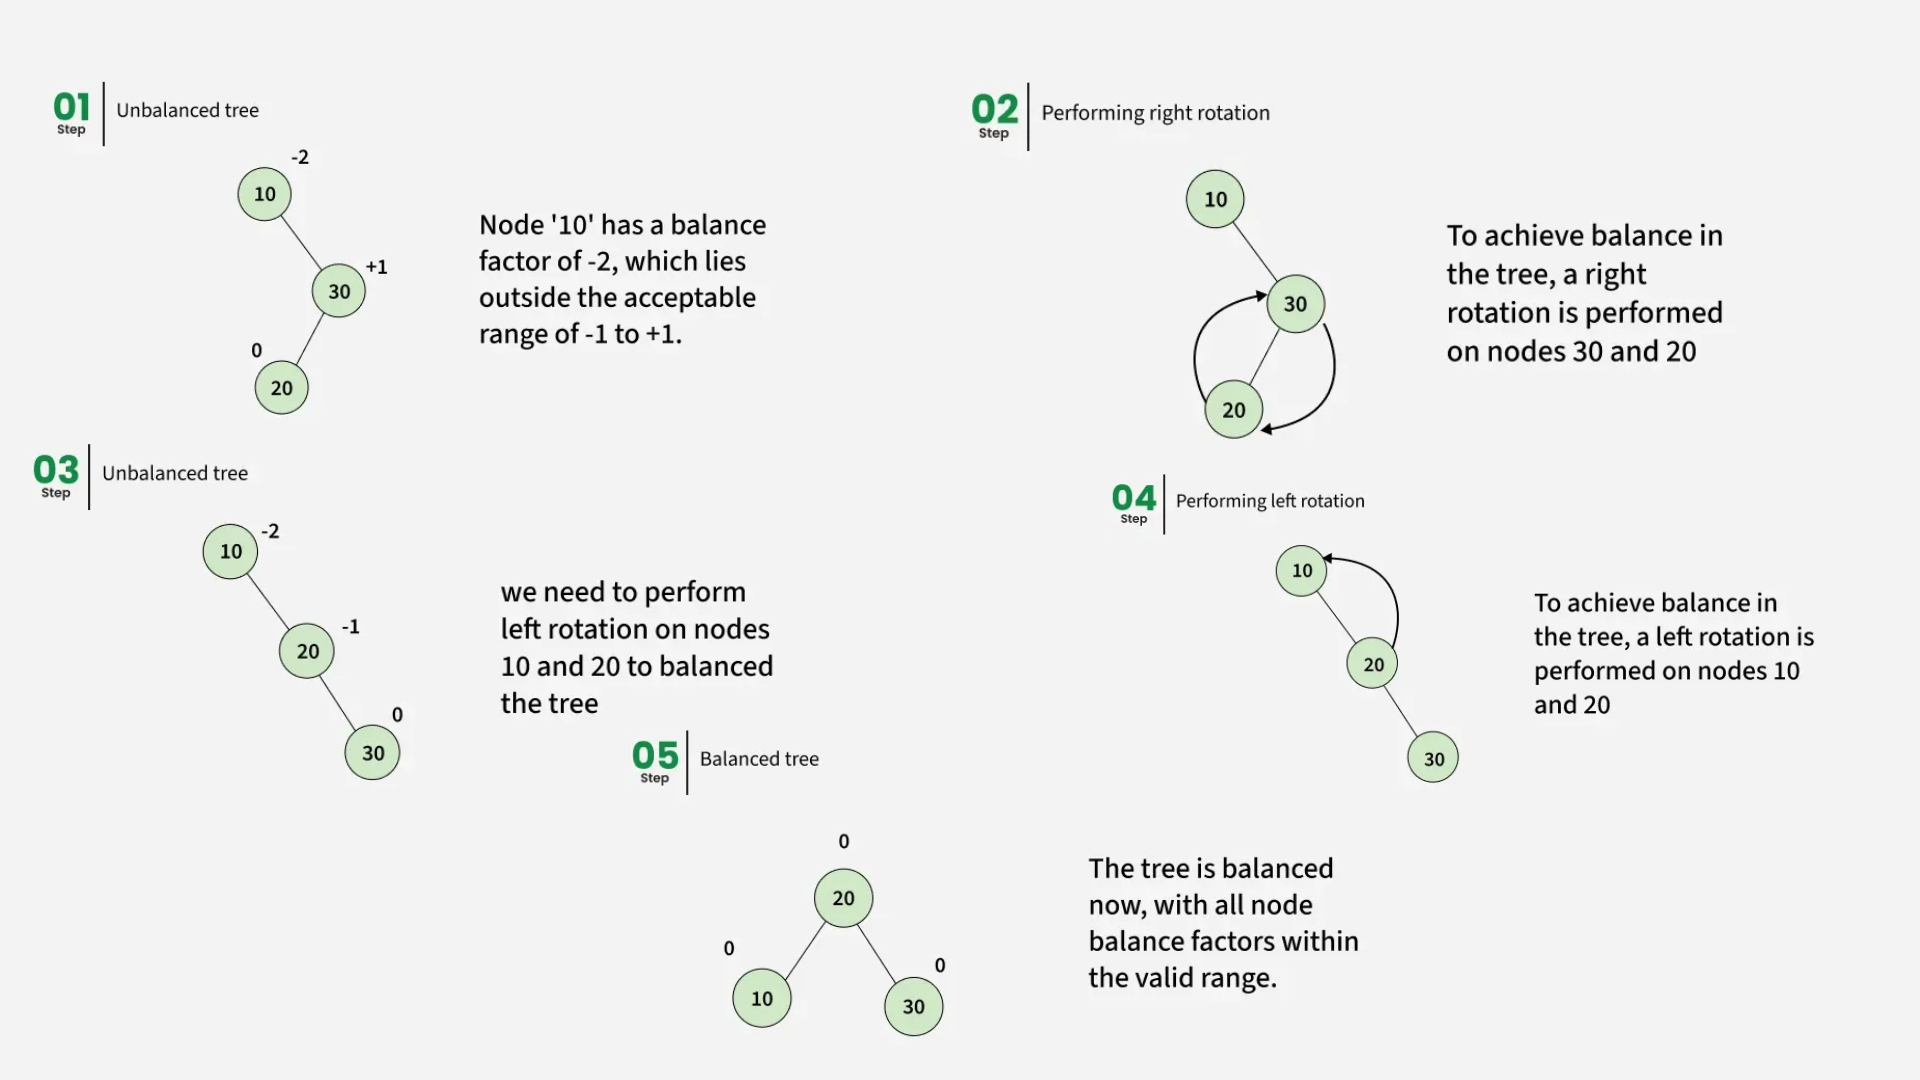 01
Step
Unbalanced tree
-2
10
+1
30
0
20
Node '10' has a balance
factor of -2, which lies
outside the acceptable
range of -1 to +1.
02
Step
Performing right rotation
10
30
20
To achieve balance in
the tree, a right
rotation is performed
on nodes 30 and 20
03
Step
Unbalanced tree
-2
10
-1
20
0
30
we need to perform
left rotation on nodes
10 and 20 to balanced
the tree
04
Step
Performing left rotation
10
20
30
To achieve balance in
the tree, a left rotation is
performed on nodes 10
and 20
05
Step
Balanced tree
0
20
0
0
10
30
The tree is balanced
now, with all node
balance factors within
the valid range.